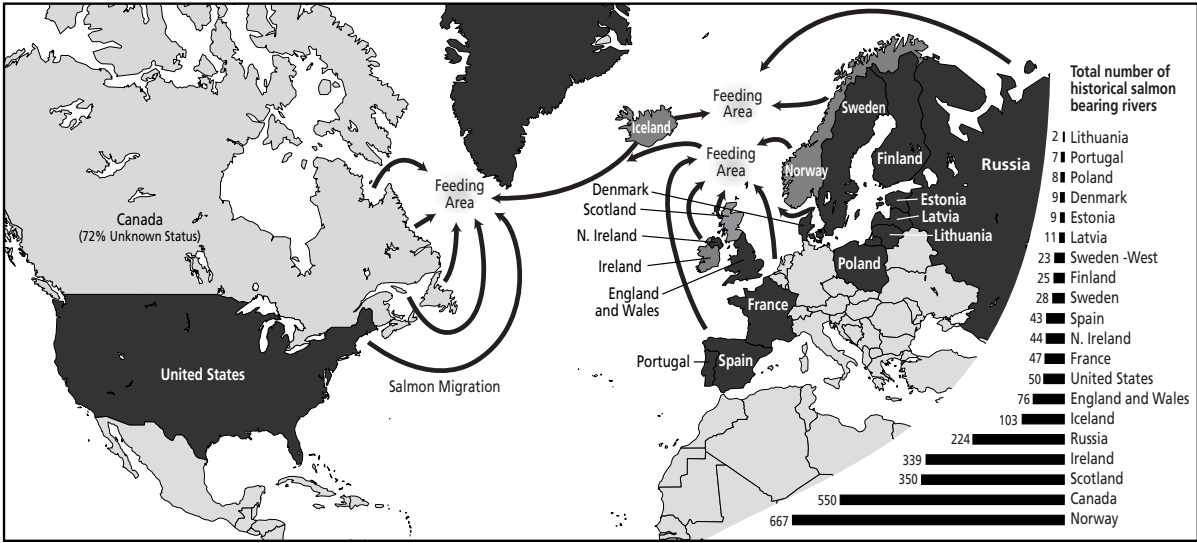 Canada
(72% Unknown Status)
United States
Feeding
Area
Salmon Migration
Iceland
Feeding
Area
Feeding
Area
Norway
Sweden
Finland
Russia
Denmark
Scotland
N. Ireland
Ireland
England
and Wales
Estonia
Latvia
Lithuania
Poland
France
Portugal
Spain
Total number of
historical salmon
bearing rivers
2 Lithuania
7 Portugal
8 Poland
9 Denmark
9 Estonia
11 Latvia
23 Sweden -West
25 Finland
28 Sweden
43 Spain
44 N. Ireland
47 France
50 United States
76 England and Wales
103 Iceland
224 Russia
339 Ireland
350 Scotland
550 Canada
667 Norway